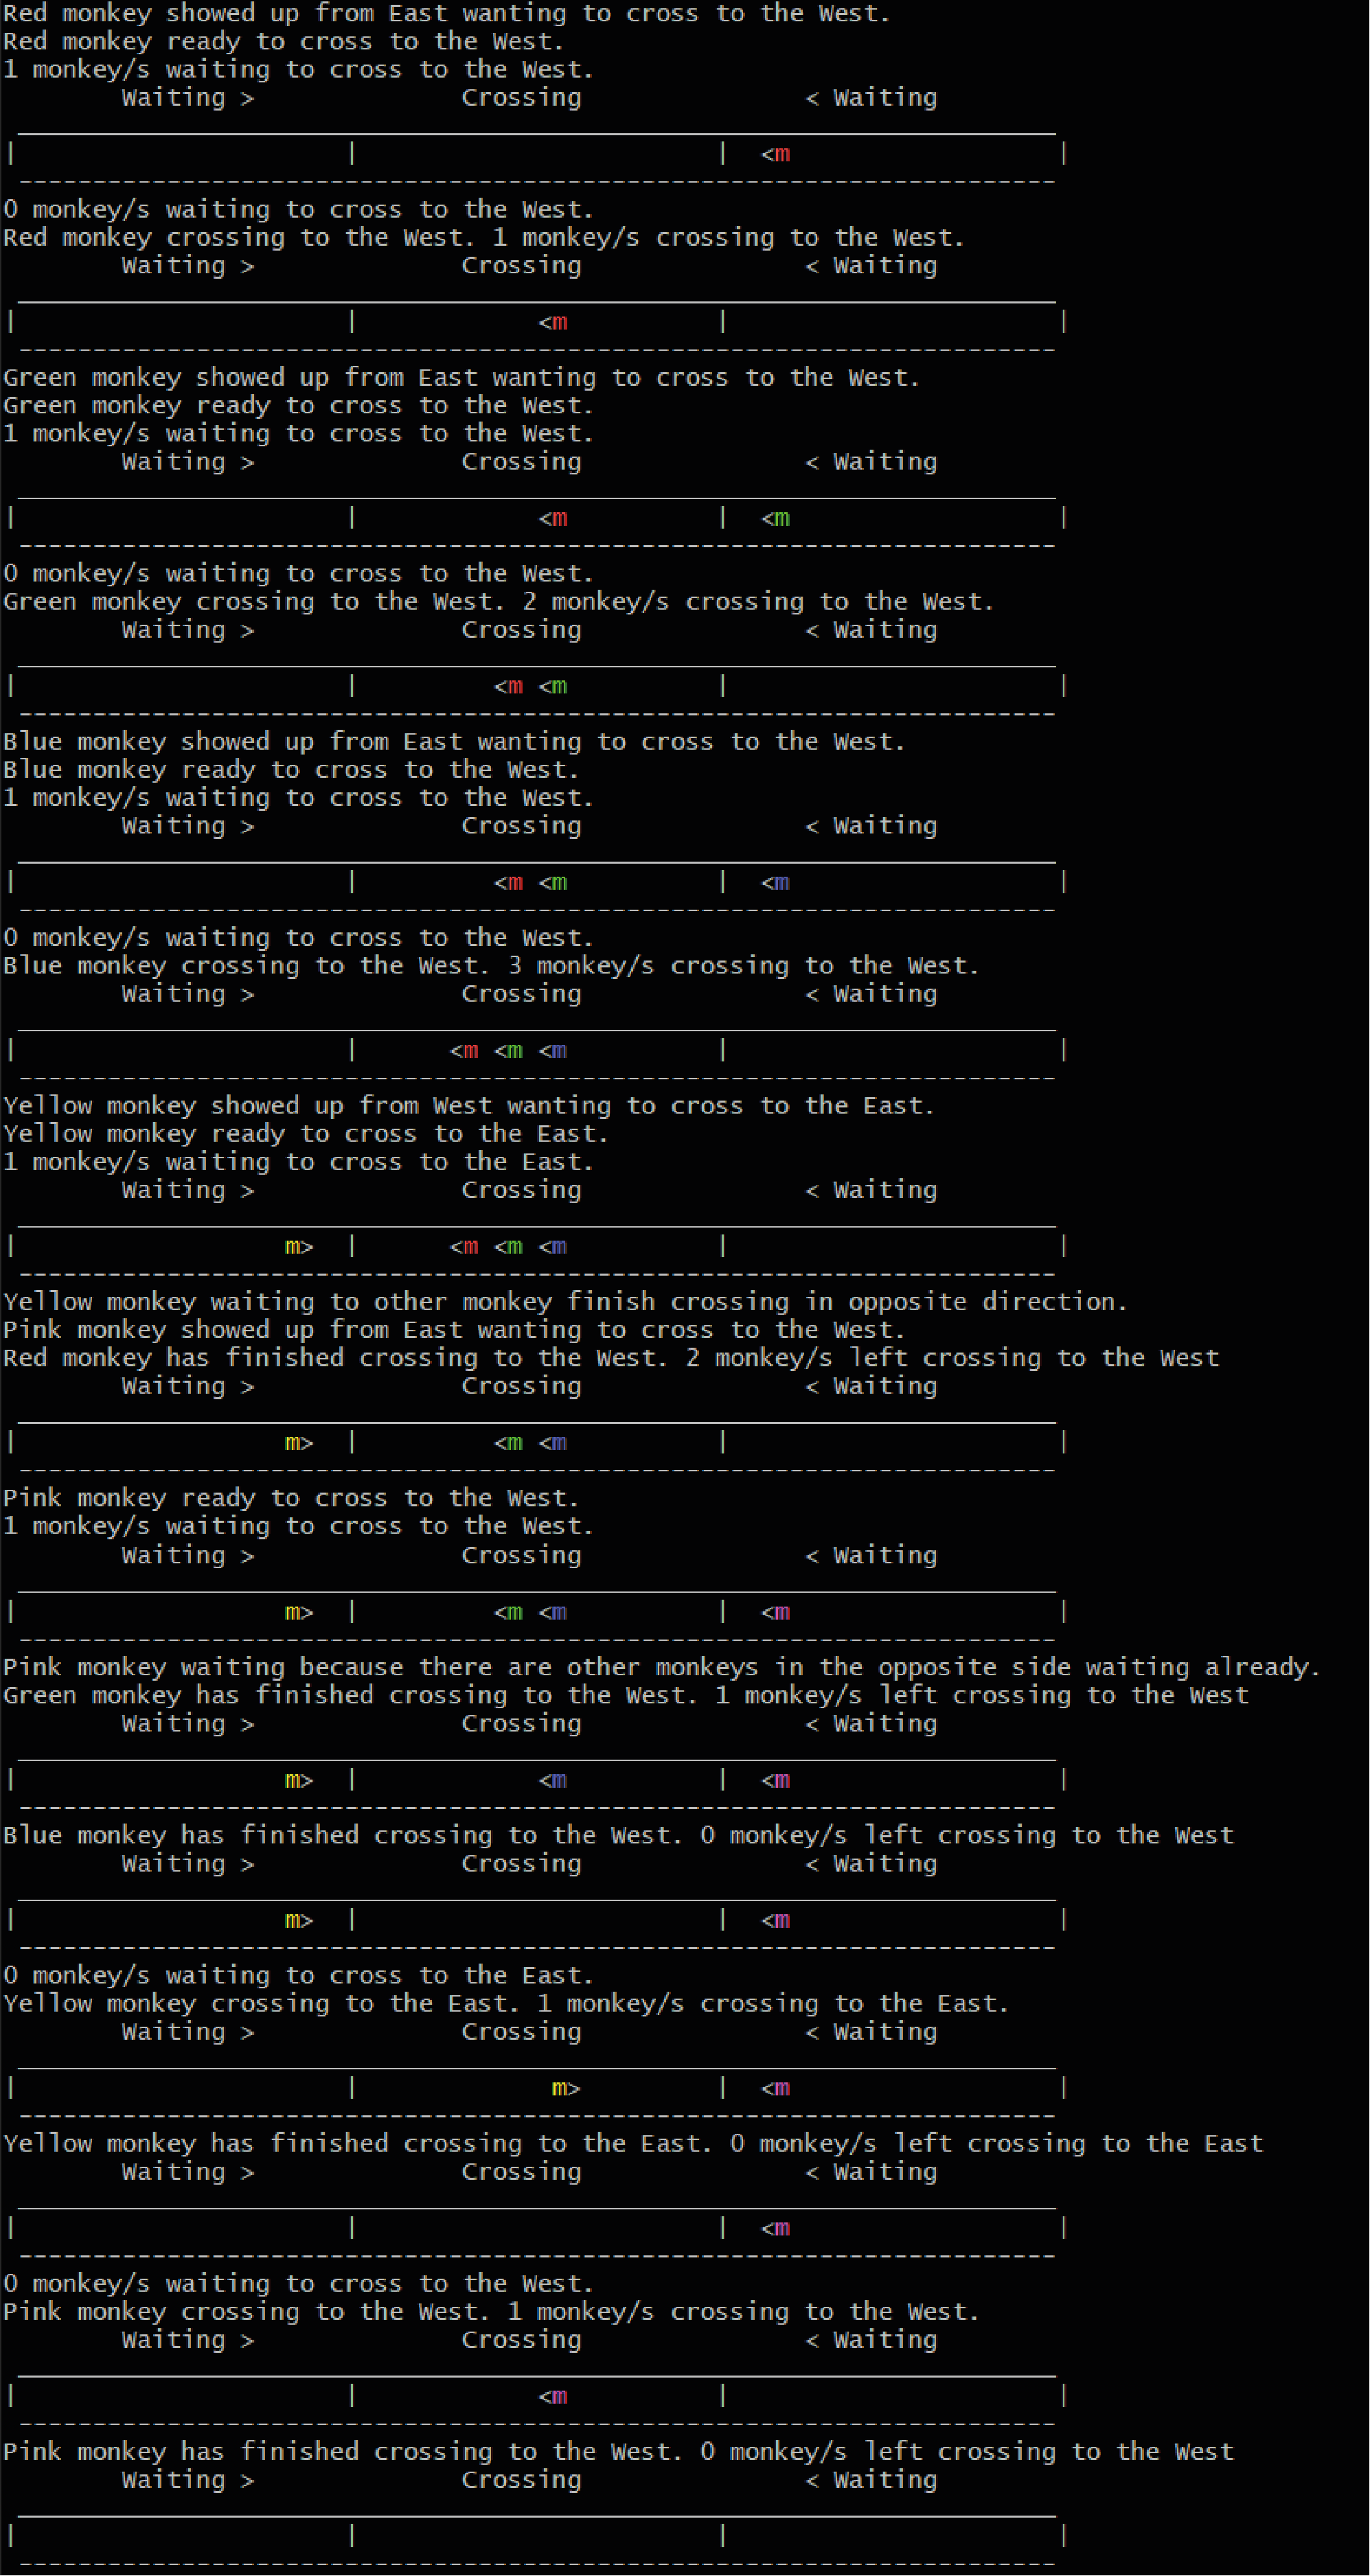 Red monkey showed up from East wanting to cross to the West.
Red monkey ready to cross to the West.
1 monkey/s waiting to cross to the West.
Waiting > Crossing < Waiting
| | | <m |
0 monkey/s waiting to cross to the West.
Red monkey crossing to the West. 1 monkey/s crossing to the West.
Waiting > Crossing < Waiting
| | <m | |
Green monkey showed up from East wanting to cross to the West.
Green monkey ready to cross to the West.
1 monkey/s waiting to cross to the West.
Waiting > Crossing < Waiting
| | <m | <m |
0 monkey/s waiting to cross to the West.
Green monkey crossing to the West. 2 monkey/s crossing to the West.
Waiting > Crossing < Waiting
| | <m <m | |
Blue monkey showed up from East wanting to cross to the West.
Blue monkey ready to cross to the West.
1 monkey/s waiting to cross to the West.
Waiting > Crossing < Waiting
| | <m <m | <m |
0 monkey/s waiting to cross to the West.
Blue monkey crossing to the West. 3 monkey/s crossing to the West.
Waiting > Crossing < Waiting
| | <m <m <m | |
Yellow monkey showed up from West wanting to cross to the East.
Yellow monkey ready to cross to the East.
1 monkey/s waiting to cross to the East.
Waiting > Crossing < Waiting
| m> | <m <m <m | |
Yellow monkey waiting to other monkey finish crossing in opposite direction.
Pink monkey showed up from East wanting to cross to the West.
Red monkey has finished crossing to the West. 2 monkey/s left crossing to the West
Waiting > Crossing < Waiting
| m> | <m <m | |
Pink monkey ready to cross to the West.
1 monkey/s waiting to cross to the West.
Waiting > Crossing < Waiting
| m> | <m <m | <m |
Pink monkey waiting because there are other monkeys in the opposite side waiting already.
Green monkey has finished crossing to the West. 1 monkey/s left crossing to the West
Waiting > Crossing < Waiting
| m> | <m | <m |
Blue monkey has finished crossing to the West. 0 monkey/s left crossing to the West
Waiting > Crossing < Waiting
| m> | | <m |
0 monkey/s waiting to cross to the East.
Yellow monkey crossing to the East. 1 monkey/s crossing to the East.
Waiting > Crossing < Waiting
| | m> | <m |
Yellow monkey has finished crossing to the East. 0 monkey/s left crossing to the East
Waiting > Crossing < Waiting
| | | <m |
0 monkey/s waiting to cross to the West.
Pink monkey crossing to the West. 1 monkey/s crossing to the West.
Waiting > Crossing < Waiting
| | <m | |
Pink monkey has finished crossing to the West. 0 monkey/s left crossing to the West
Waiting > Crossing < Waiting
| | | |